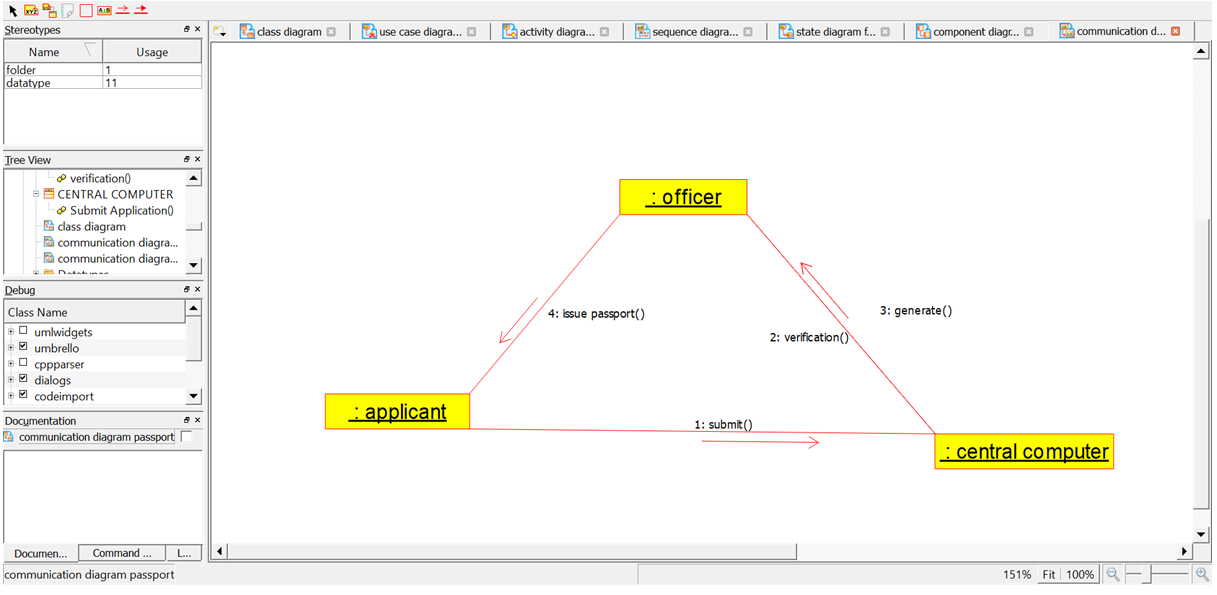 XYZ
A:B
Stereotypes
Name Usage
folder 1
datatype 11
Tree View
verification()
CENTRAL COMPUTER
Submit Application()
class diagram
communication diagra...
communication diagra...
Debug
Class Name
umlwidgets
umbrello
cppparser
dialogs
codeimport
Documentation
communication diagram passport
Documen... Command ... L...
class diagram use case diagra... activity diagra... sequence diagra... state diagram f... component diagr... communication d...
: officer
4: issue passport()
3: generate()
2: verification()
: applicant
1: submit()
: central computer
communication diagram passport
151% Fit 100%